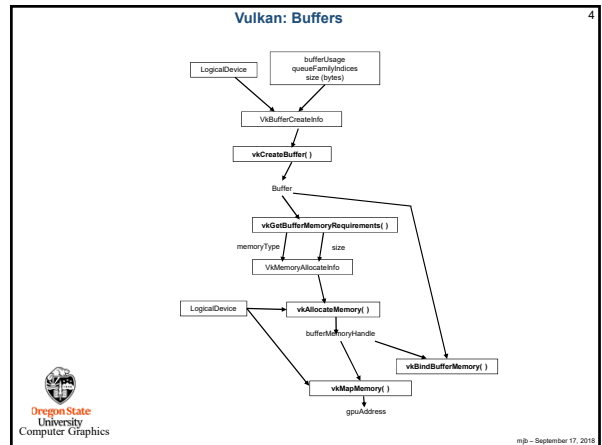 Vulkan: Buffers
4
LogicalDevice
bufferUsage
queueFamilyIndices
size (bytes)
VkBufferCreateInfo
vkCreateBuffer( )
Buffer
vkGetBufferMemoryRequirements( )
memoryType
size
VkMemoryAllocateInfo
LogicalDevice
vkAllocateMemory( )
bufferMemoryHandle
vkBindBufferMemory( )
vkMapMemory( )
gpuAddress
Oregon State
University
Computer Graphics
mjb – September 17, 2018